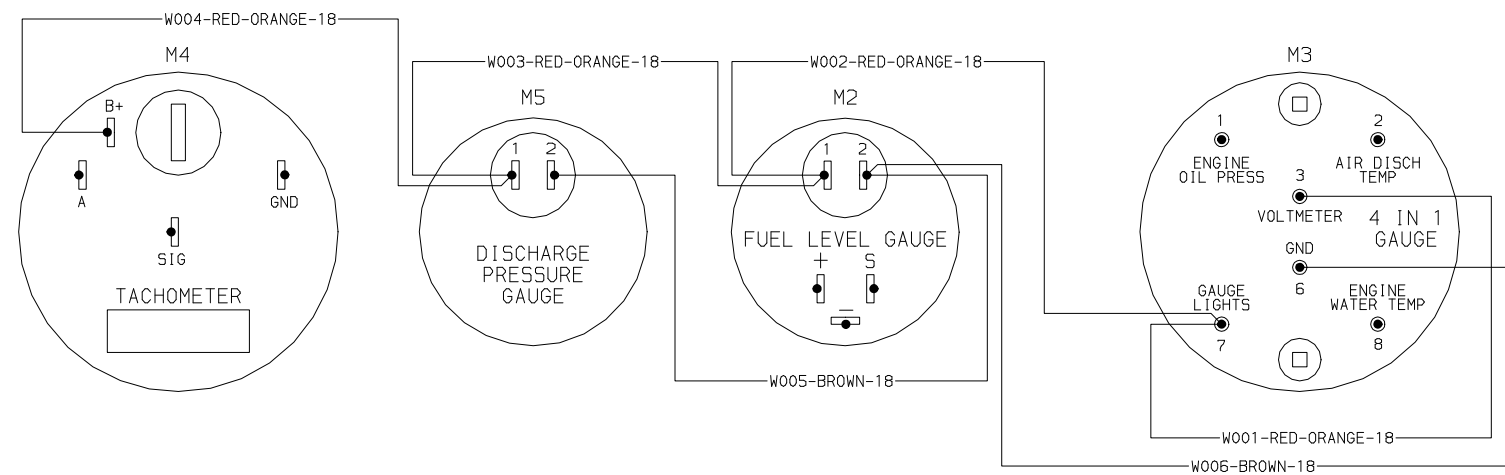 W004-RED-ORANGE-18
M4
B+
A
GND
SIG
TACHOMETER
W003-RED-ORANGE-18
M5
1 2
DISCHARGE
PRESSURE
GAUGE
W005-BROWN-18
W002-RED-ORANGE-18
M2
1 2
FUEL LEVEL GAUGE
+ S
-
M3
1
ENGINE
OIL PRESS
2
AIR DISCH
TEMP
3
VOLTMETER
4 IN 1
GAUGE
GND
6
GAUGE
LIGHTS
7
ENGINE
WATER TEMP
8
W001-RED-ORANGE-18
W006-BROWN-18